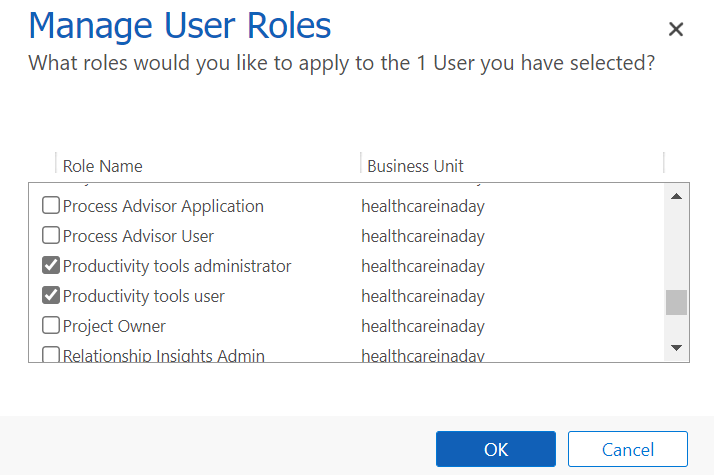 Manage User Roles
What roles would you like to apply to the 1 User you have selected?
Role Name Business Unit
Process Advisor Application healthcareinaday
Process Advisor User healthcareinaday
Productivity tools administrator healthcareinaday
Productivity tools user healthcareinaday
Project Owner healthcareinaday
Relationship Insights Admin healthcareinaday
OK Cancel